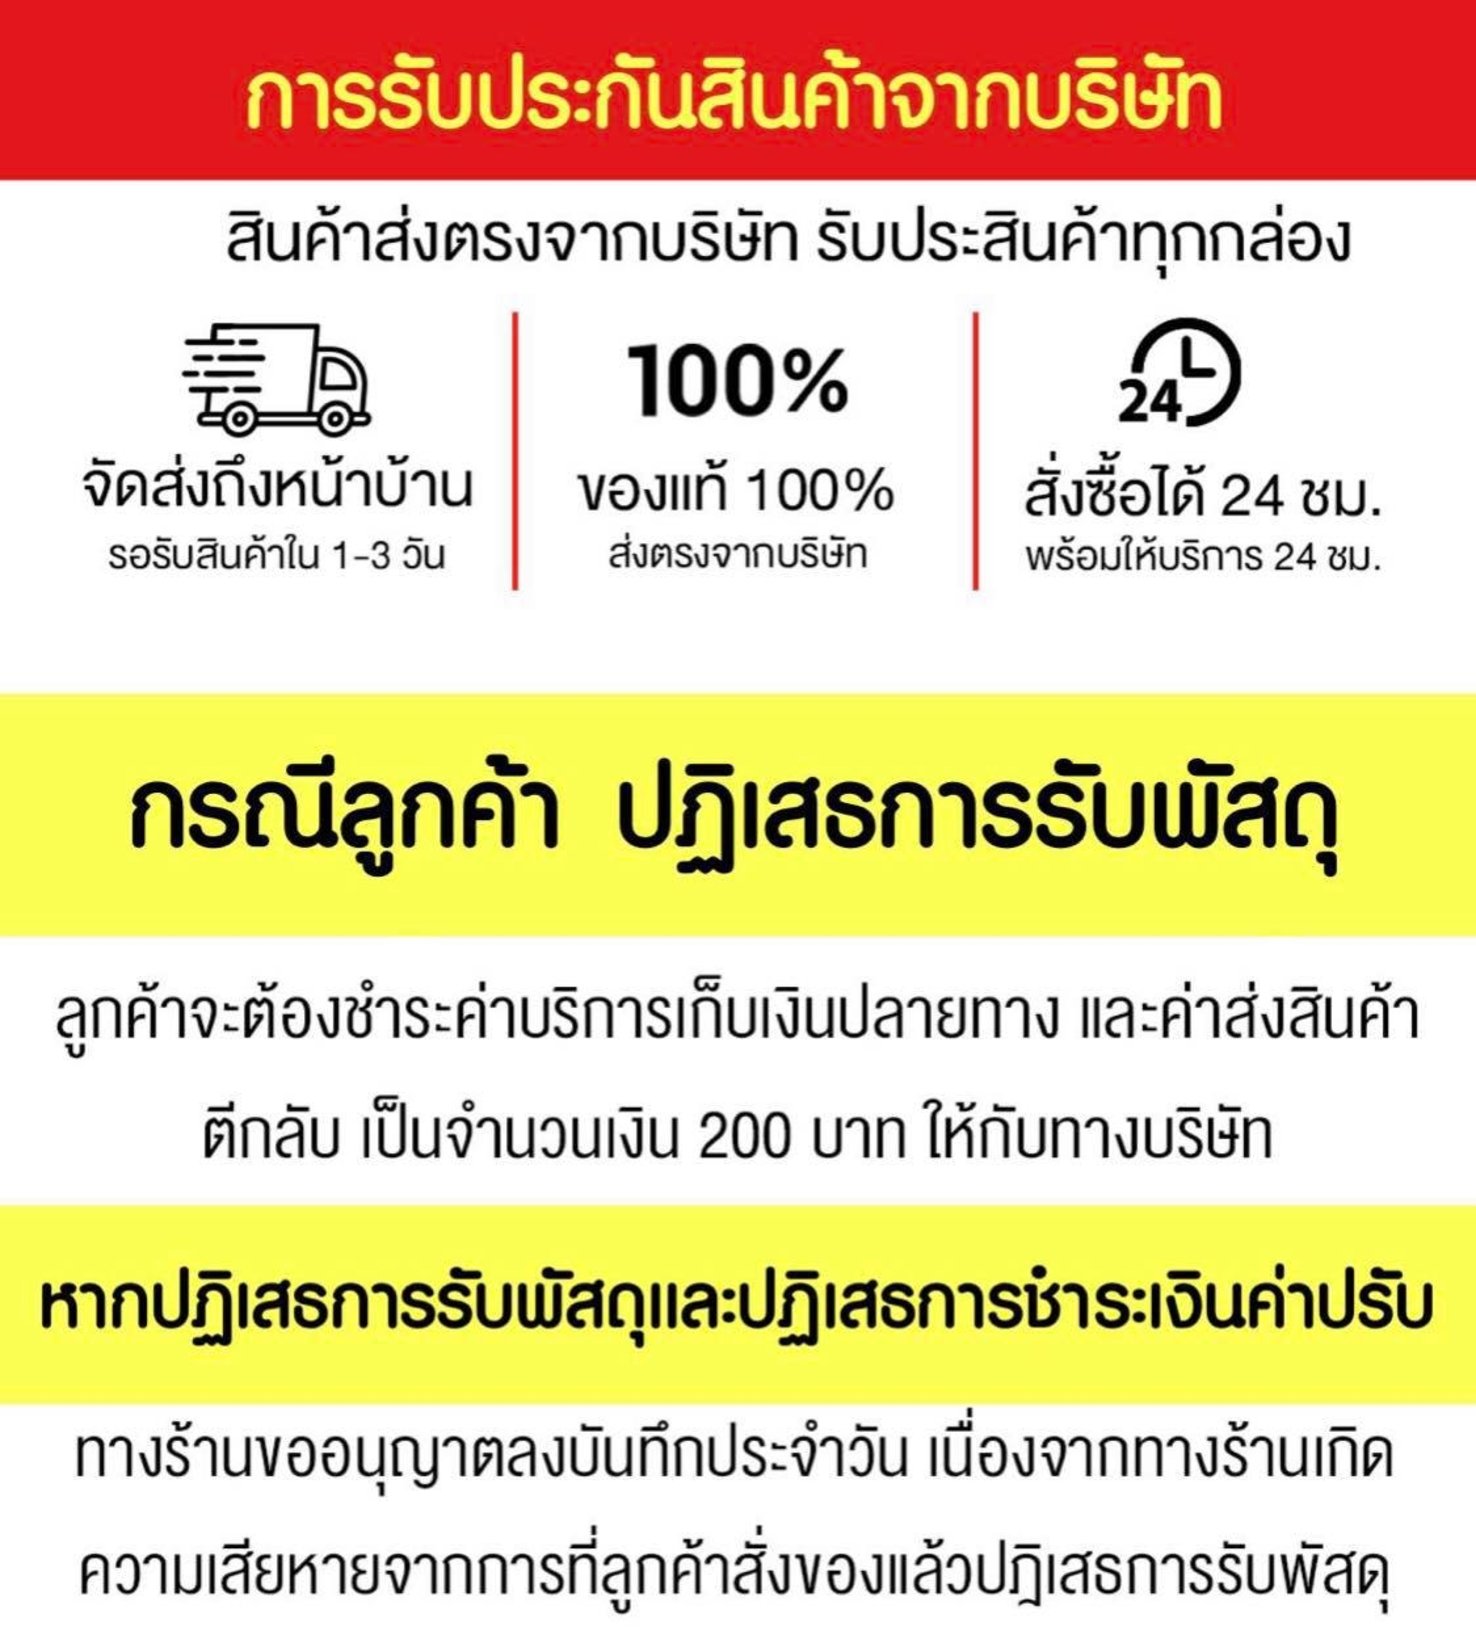 การรับประกันสินค้าจากบริษัท
สินค้าส่งตรงจากบริษัท รับประสินค้าทุกกล่อง
100%
24
จัดส่งถึงหน้าบ้าน
ของแท้ 100%
สั่งซื้อได้ 24 ชม.
รอรับสินค้าใน 1-3 วัน
ส่งตรงจากบริษัท
พร้อมให้บริการ 24 ชม.
กรณีลูกค้า ปฏิเสธการรับพัสดุ
ลูกค้าจะต้องชำระค่าบริการเก็บเงินปลายทาง และค่าส่งสินค้า
ตีกลับ เป็นจำนวนเงิน 200 บาท ให้กับทางบริษัท
หากปฏิเสธการรับพัสดุและปฏิเสธการชำระเงินค่าปรับ
ทางร้านขออนุญาตลงบันทึกประจำวัน เนื่องจากทางร้านเกิด
ความเสียหายจากการที่ลูกค้าสั่งของแล้วปฎิเสธการรับพัสดุ